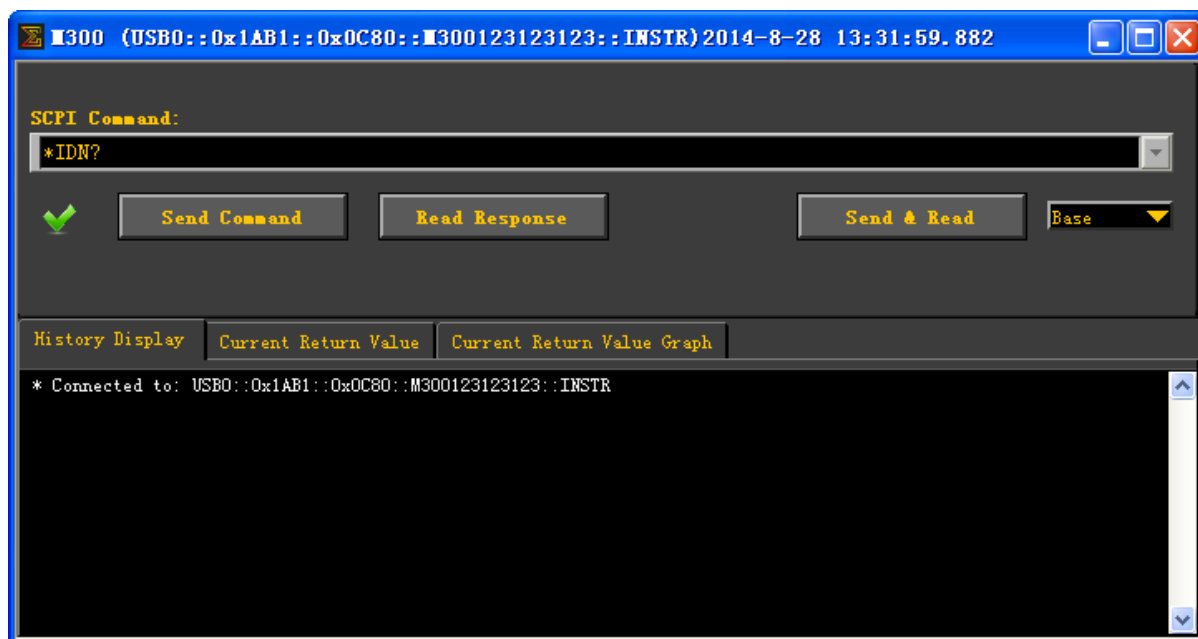 M300 (USB0::0x1AB1::0x0C80::M300123123123::INSTR)2014-8-28 13:31:59.882
SCPI Command:
*IDN?
Send Command
Read Response
Send & Read
Base
History Display
Current Return Value
Current Return Value Graph
* Connected to: USB0::0x1AB1::0x0C80::M300123123123::INSTR